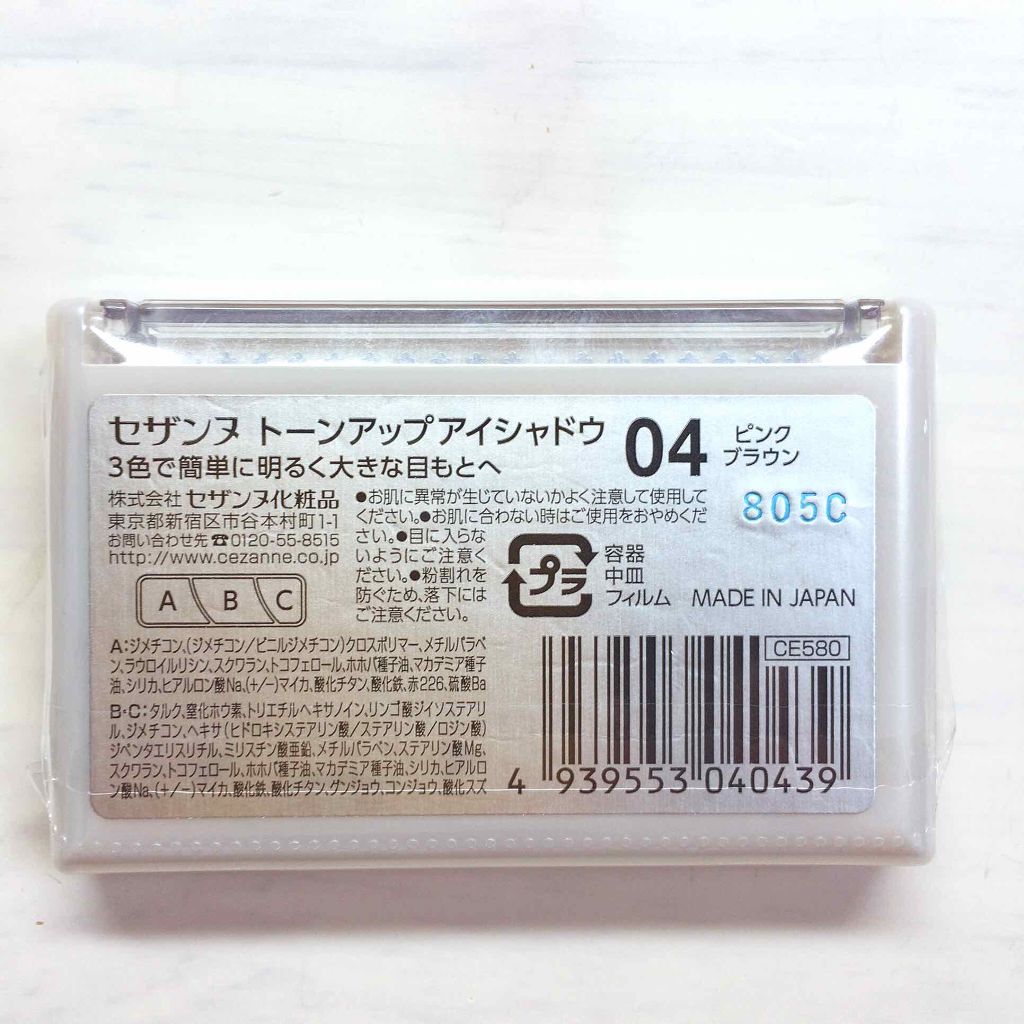 セザンヌ トーンアップアイシャドウ
04
ピンク
ブラウン
3色で簡単に明るく大きな目もとへ
株式会社 セザンヌ化粧品
東京都新宿区市谷本村町1-1
お問い合わせ先 ☎0120-55-8515
http://www.cezanne.co.jp
●お肌に異常が生じていないかよく注意して使用して
ください。●お肌に合わない時はご使用をおやめくだ
さい。●目に入らな
いようにご注意く
ださい。●粉割れを
防ぐため、落下には
ご注意ください。
805C
プラ
容器
中皿
フィルム
MADE IN JAPAN
A B C
A:ジメチコン、(ジメチコン/ビニルジメチコン)クロスポリマー、メチルパラベ
ン、ラウロイルリシン、スクワラン、トコフェロール、ホホバ種子油、マカデミア種子
油、シリカ、ヒアルロン酸Na、(+/-)マイカ、酸化チタン、酸化鉄、赤226、硫酸Ba
B・C:タルク、窒化ホウ素、トリエチルヘキサノイン、リンゴ酸ジイソステアリ
ル、ジメチコン、ヘキサ(ヒドロキシステアリン酸/ステアリン酸/ロジン酸)
ジペンタエリスリチル、ミリスチン酸亜鉛、メチルパラベン、ステアリン酸Mg、
スクワラン、トコフェロール、ホホバ種子油、マカデミア種子油、シリカ、ヒアルロ
ン酸Na、(+/-)マイカ、酸化鉄、酸化チタン、グンジョウ、コンジョウ、酸化スズ
CE580
4 939553 040439